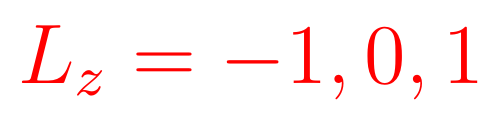 L_z = −1, 0, 1